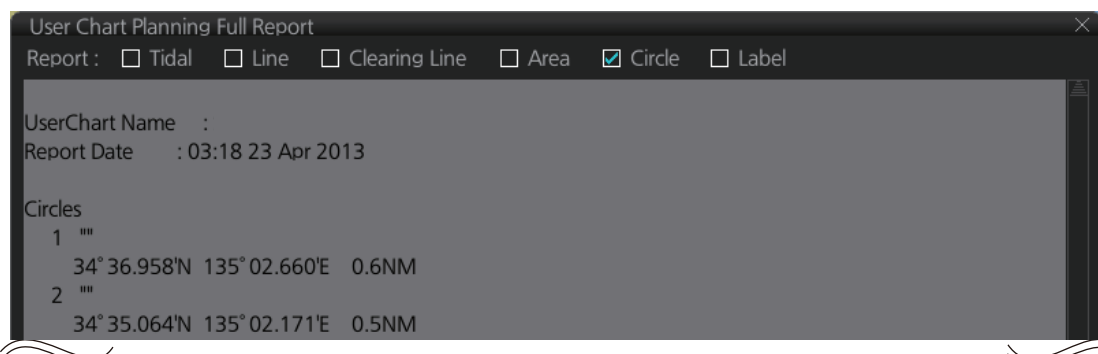 User Chart Planning Full Report
Report : Tidal Line Clearing Line Area Circle Label
UserChart Name :
Report Date : 03:18 23 Apr 2013
Circles
1 ""
34°36.958'N 135°02.660'E 0.6NM
2 ""
34°35.064'N 135°02.171'E 0.5NM